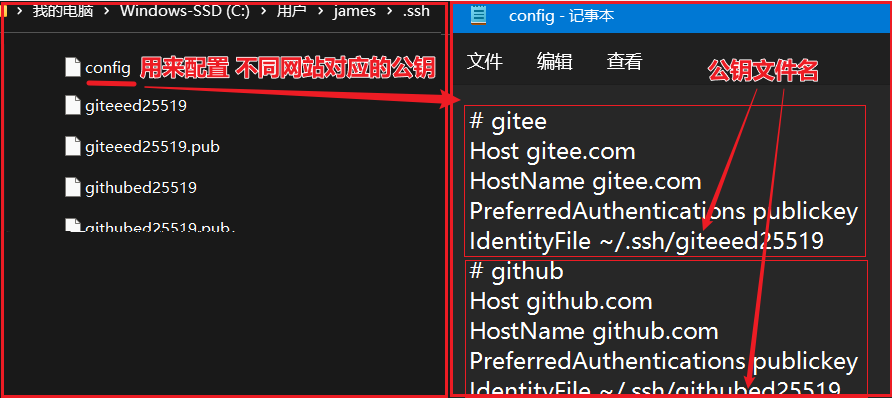 我的电脑 > Windows-SSD (C:) > 用户 > james > .ssh
config 用来配置 不同网站对应的公钥
giteeed25519
giteeed25519.pub
githubed25519
githubed25519.pub
config - 记事本
文件 编辑 查看
公钥文件名
# gitee
Host gitee.com
HostName gitee.com
PreferredAuthentications publickey
IdentityFile ~/.ssh/giteeed25519
# github
Host github.com
HostName github.com
PreferredAuthentications publickey
IdentityFile ~/.ssh/githubed25519